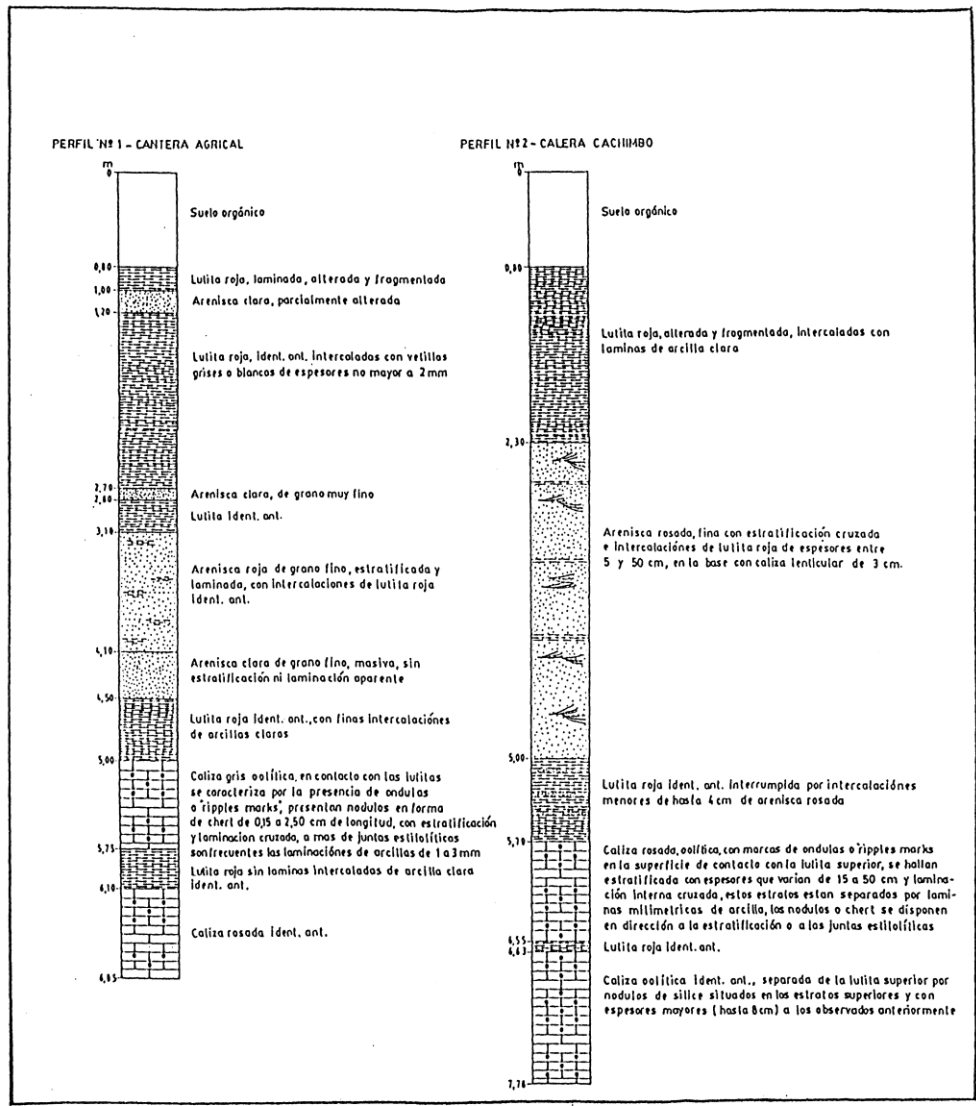 PERFIL Nº 1 - CANTERA AGRICAL
m
0
Suelo orgánico
0,80
Lutita roja, laminada, alterada y fragmentada
1,00
Arenisca clara, parcialmente alterada
1,20
Lutita roja, ident. ant. intercaladas con vetillas
grises o blancos de espesores no mayor a 2mm
2,70
Arenisca clara, de grano muy fino
2,80
Lutita ident. ant.
3,10
Arenisca roja de grano fino, estratificada y
laminada, con intercalaciones de lutita roja
ident. ant.
4,10
Arenisca clara de grano fino, masiva, sin
estratificación ni laminación aparente
4,50
Lutita roja ident. ant., con finas intercalaciónes
de arcillas claras
5,00
Caliza gris oolítica, en contacto con las lutitas
se caracteriza por la presencia de ondulas
o "ripples marks", presentan nodulos en forma
de chert de 0,15 a 2,50 cm de longitud, con estratificación
y laminacion cruzada, a mas de juntas estilolíticas
son frecuentes las laminaciónes de arcillas de 1 a 3 mm
5,75
Lutita roja sin laminas intercaladas de arcilla clara
ident. ant.
6,10
Caliza rosada ident. ant.
6,85
PERFIL Nº 2 - CALERA CACHIMBO
m
0
Suelo orgánico
0,80
Lutita roja, alterada y fragmentada, intercaladas con
laminas de arcilla clara
2,30
Arenisca rosada, fina con estratificación cruzada
e intercalaciónes de lutita roja de espesores entre
5 y 50 cm, en la base con caliza lenticular de 3 cm.
5,00
Lutita roja ident. ant. interrumpida por intercalaciónes
menores de hasta 4cm de arenisca rosada
5,70
Caliza rosada, oolítica, con marcas de ondulas o "ripples marks
en la superficie de contacto con la lutita superior, se hallan
estratificada con espesores que varian de 15 a 50 cm y lamina-
ción interna cruzada, estos estratos estan separados por lami-
nas milimetricas de arcilla, los nodulos o chert se disponen
en dirección a la estratificación o a las juntas estilolíticas
6,55
Lutita roja ident. ant.
6,63
Caliza oolítica ident. ant., separada de la lutita superior por
nodulos de silice situados en los estratos superiores y con
espesores mayores (hasta 8cm) a los observados anteriormente
7,78